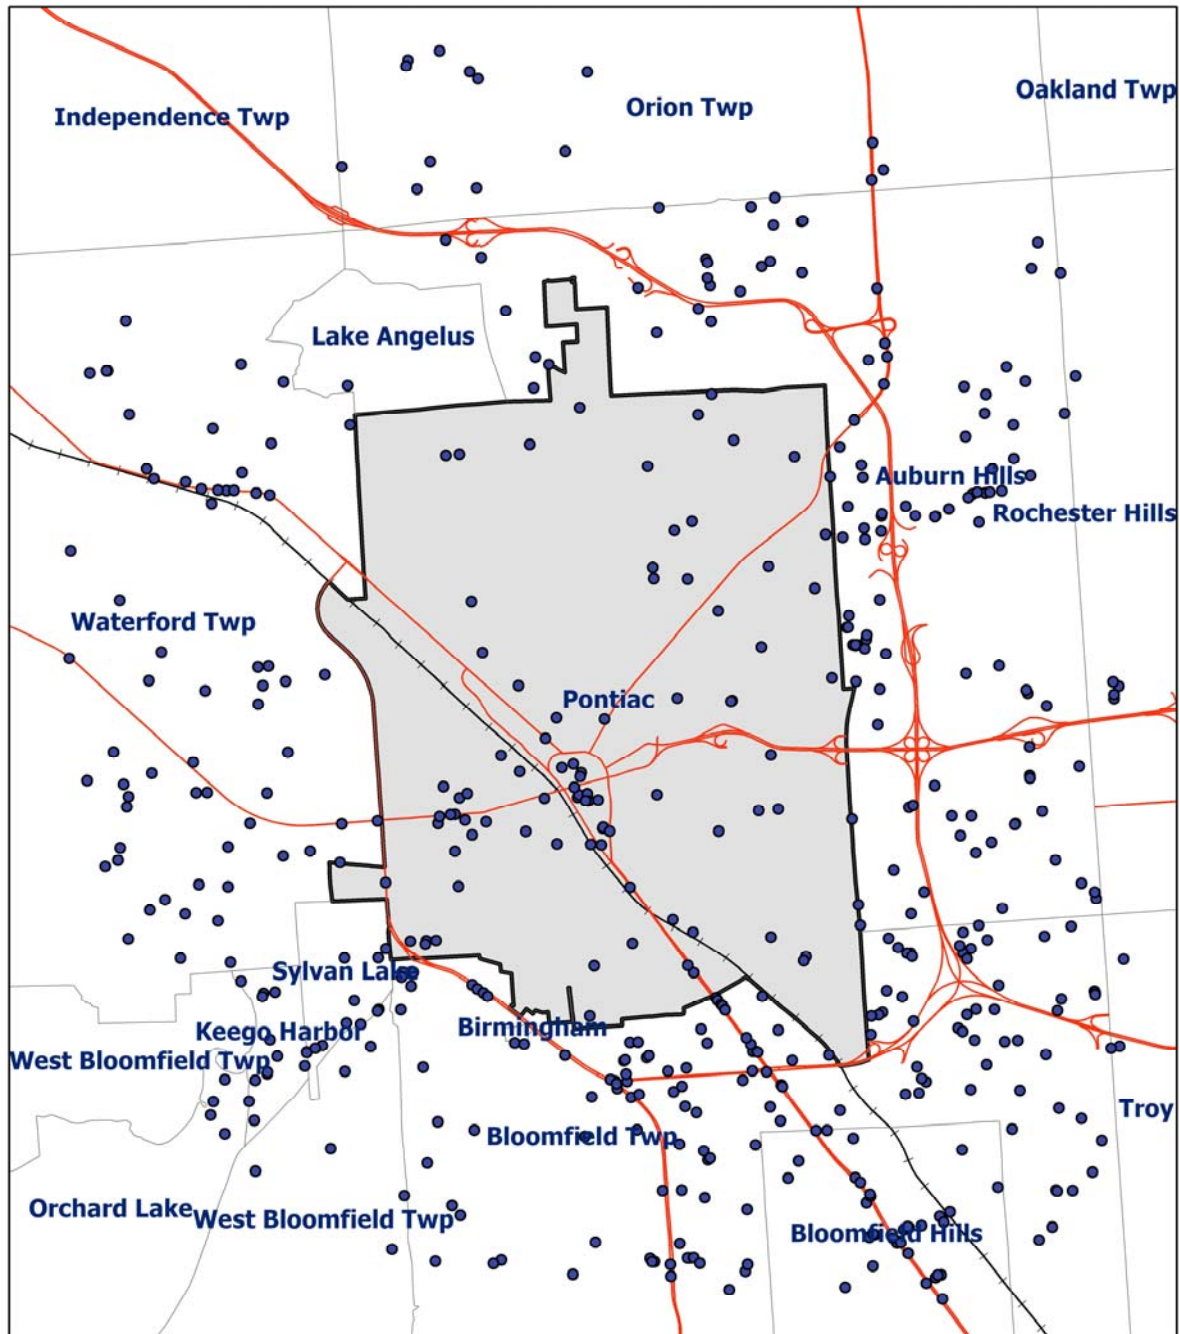 Oakland Twp
Orion Twp
Independence Twp
Lake Angelus
Auburn Hills
Rochester Hills
Waterford Twp
Pontiac
Sylvan Lake
Birmingham
Keego Harbor
West Bloomfield Twp
Troy
Bloomfield Twp
Orchard Lake
West Bloomfield Twp
Bloomfield Hills